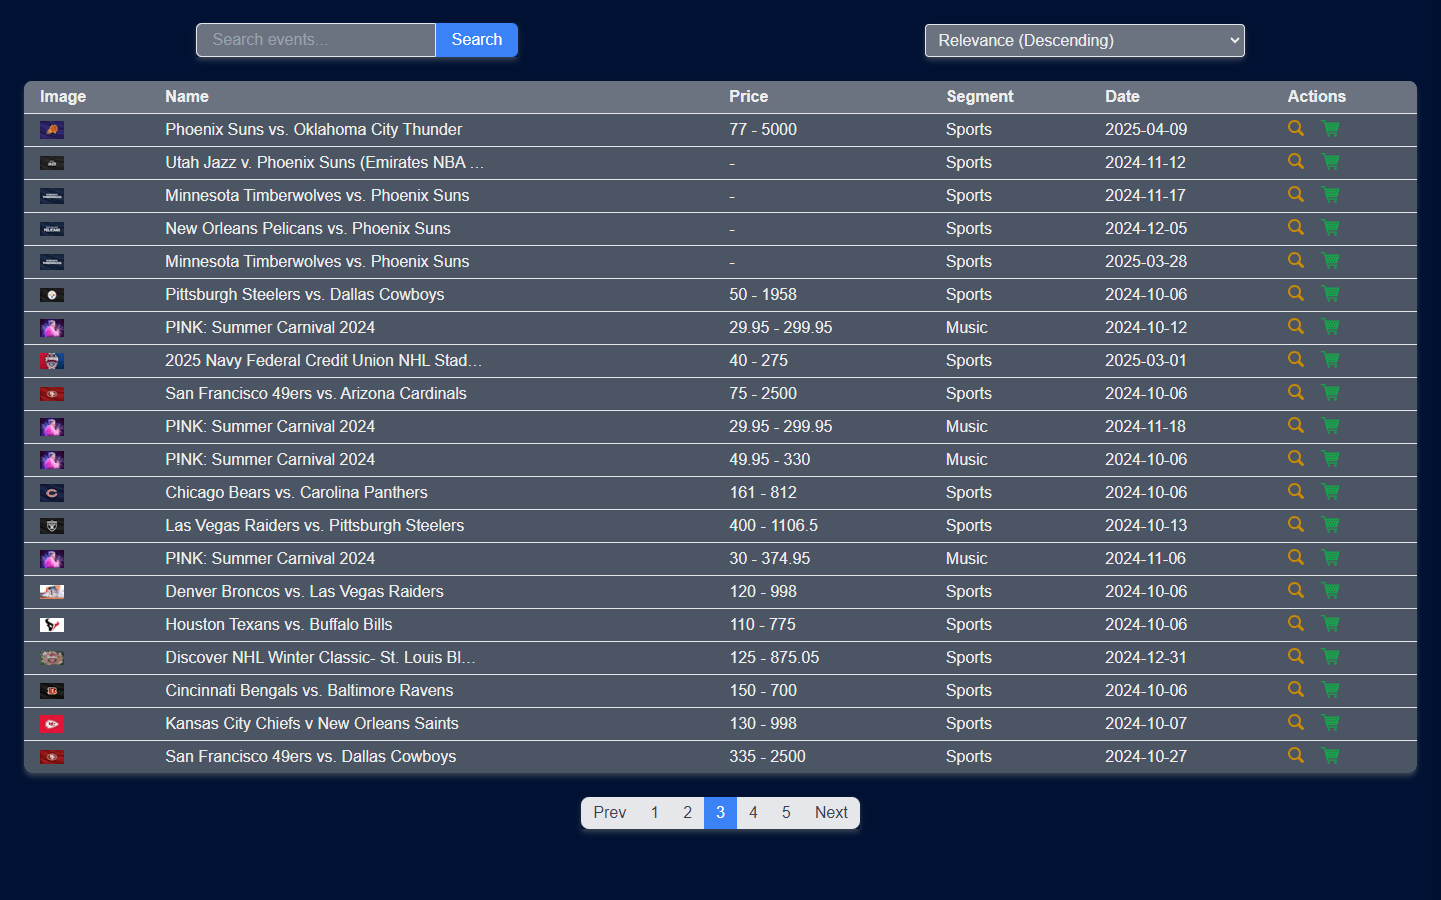 Search events... Search Relevance (Descending)
Image Name Price Segment Date Actions
Phoenix Suns vs. Oklahoma City Thunder 77 - 5000 Sports 2025-04-09
Utah Jazz v. Phoenix Suns (Emirates NBA ... - Sports 2024-11-12
Minnesota Timberwolves vs. Phoenix Suns - Sports 2024-11-17
New Orleans Pelicans vs. Phoenix Suns - Sports 2024-12-05
Minnesota Timberwolves vs. Phoenix Suns - Sports 2025-03-28
Pittsburgh Steelers vs. Dallas Cowboys 50 - 1958 Sports 2024-10-06
P!NK: Summer Carnival 2024 29.95 - 299.95 Music 2024-10-12
2025 Navy Federal Credit Union NHL Stad... 40 - 275 Sports 2025-03-01
San Francisco 49ers vs. Arizona Cardinals 75 - 2500 Sports 2024-10-06
P!NK: Summer Carnival 2024 29.95 - 299.95 Music 2024-11-18
P!NK: Summer Carnival 2024 49.95 - 330 Music 2024-10-06
Chicago Bears vs. Carolina Panthers 161 - 812 Sports 2024-10-06
Las Vegas Raiders vs. Pittsburgh Steelers 400 - 1106.5 Sports 2024-10-13
P!NK: Summer Carnival 2024 30 - 374.95 Music 2024-11-06
Denver Broncos vs. Las Vegas Raiders 120 - 998 Sports 2024-10-06
Houston Texans vs. Buffalo Bills 110 - 775 Sports 2024-10-06
Discover NHL Winter Classic- St. Louis Bl... 125 - 875.05 Sports 2024-12-31
Cincinnati Bengals vs. Baltimore Ravens 150 - 700 Sports 2024-10-06
Kansas City Chiefs v New Orleans Saints 130 - 998 Sports 2024-10-07
San Francisco 49ers vs. Dallas Cowboys 335 - 2500 Sports 2024-10-27
Prev 1 2 3 4 5 Next